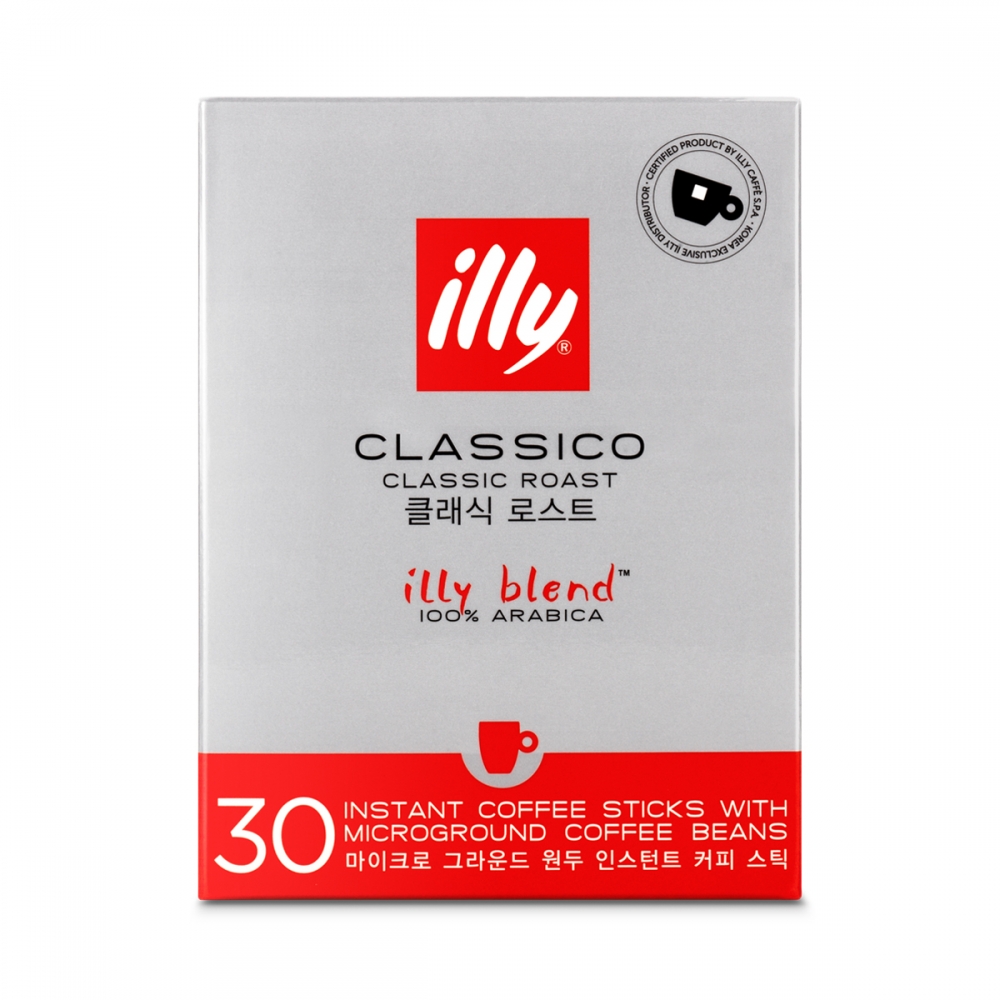 CERTIFIED PRODUCT BY ILLY CAFFÈ S.P.A. · KOREA EXCLUSIVE ILLY DISTRIBUTOR ·
illy®
CLASSICO
CLASSIC ROAST
클래식 로스트
illy blend™
100% ARABICA
30
INSTANT COFFEE STICKS WITH
MICROGROUND COFFEE BEANS
마이크로 그라운드 원두 인스턴트 커피 스틱